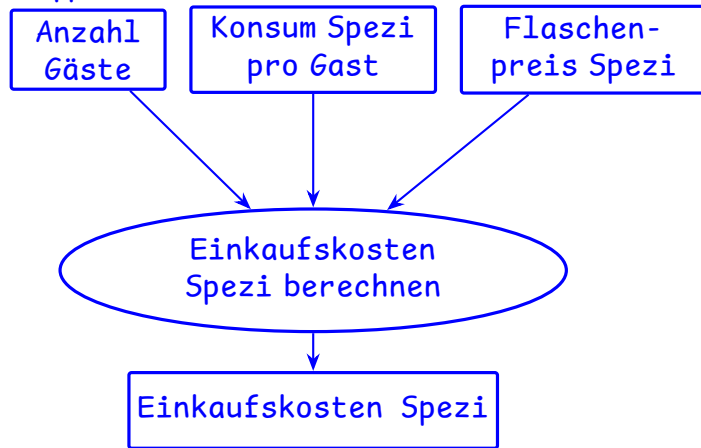 Anzahl
Gäste
Konsum Spezi
pro Gast
Flaschen-
preis Spezi
Einkaufskosten
Spezi berechnen
Einkaufskosten Spezi